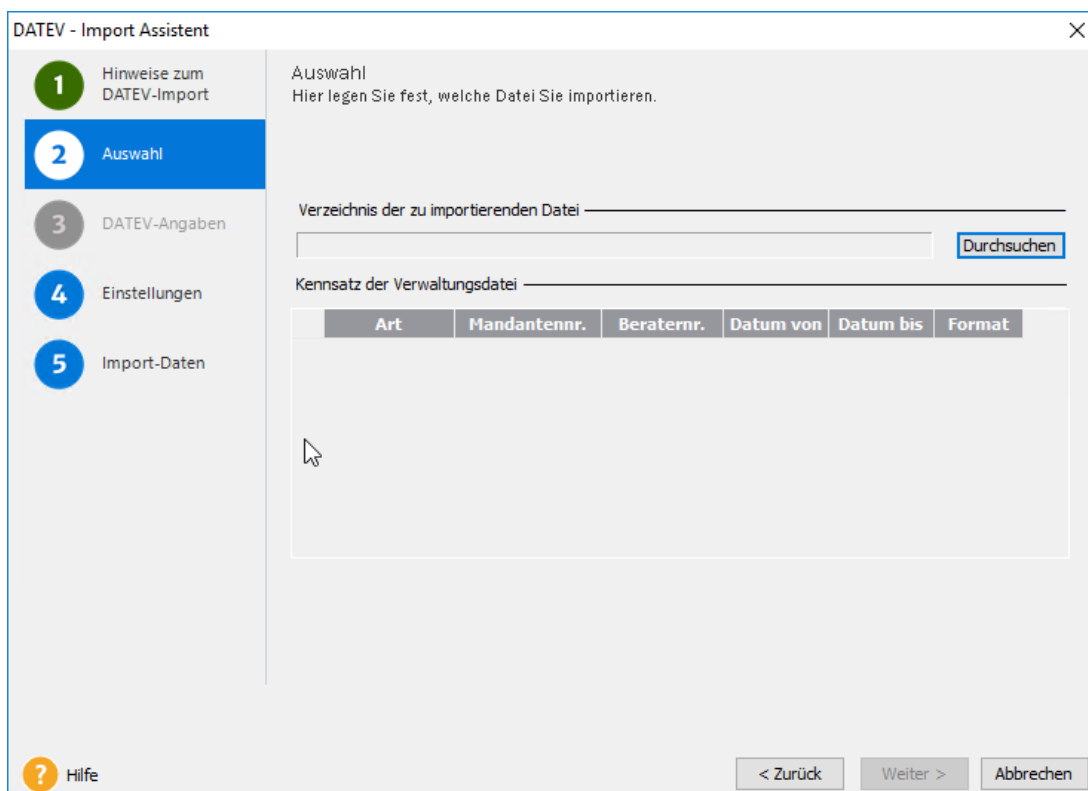 DATEV - Import Assistent
1 Hinweise zum
DATEV-Import
2 Auswahl
3 DATEV-Angaben
4 Einstellungen
5 Import-Daten
Auswahl
Hier legen Sie fest, welche Datei Sie importieren.
Verzeichnis der zu importierenden Datei
Durchsuchen
Kennsatz der Verwaltungsdatei
Art Mandantennr. Beraternr. Datum von Datum bis Format
? Hilfe
< Zurück Weiter > Abbrechen